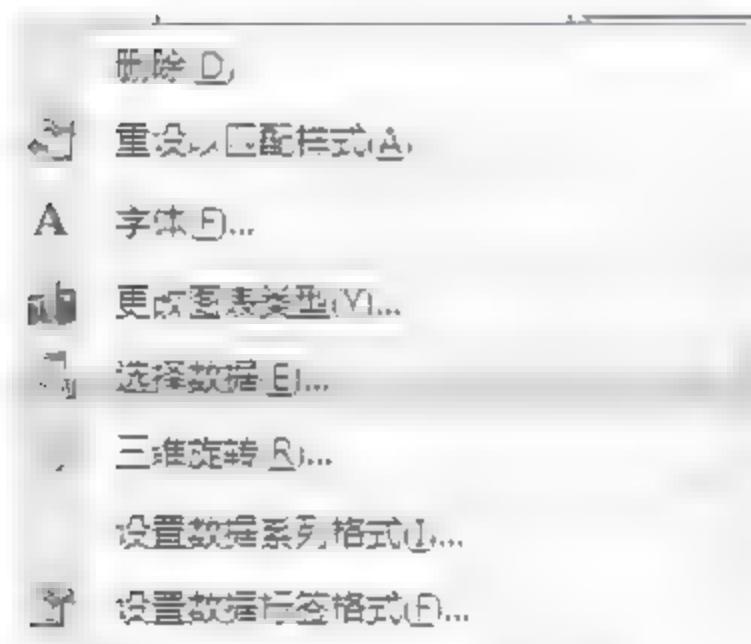 删除(D)
重设以匹配样式(A)
字体(F)...
更改图表类型(Y)...
选择数据(E)...
三维旋转(R)...
设置数据系列格式(I)...
设置数据标签格式(F)...